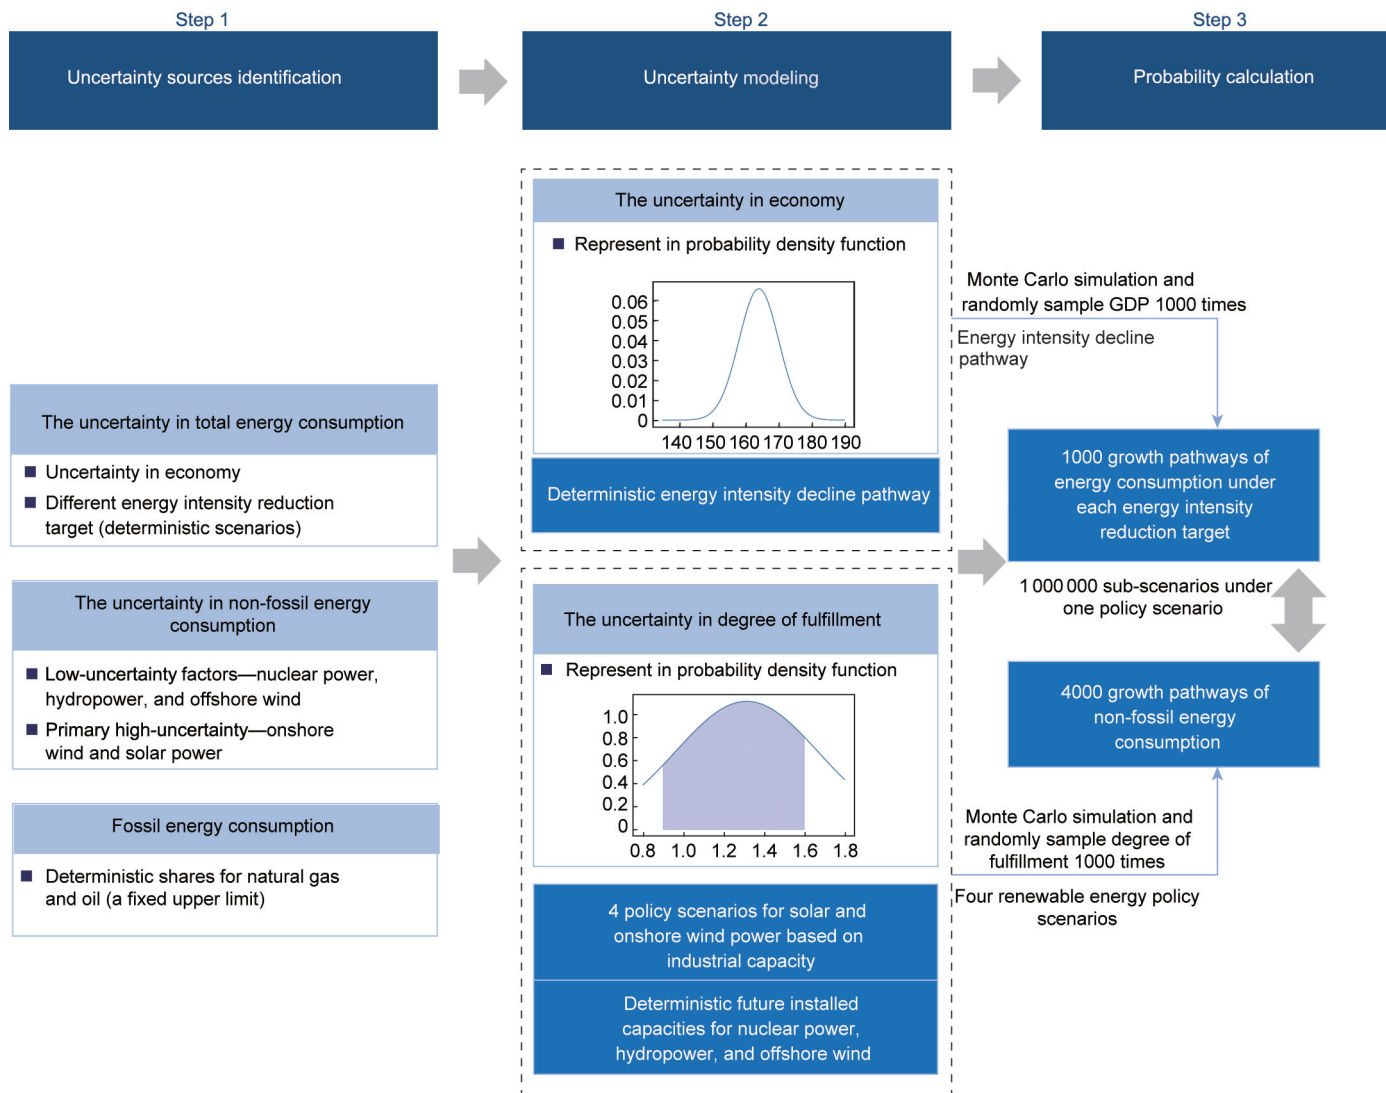 Step 1
Step 2
Step 3
Uncertainty sources identification
Uncertainty modeling
Probability calculation
The uncertainty in total energy consumption
Uncertainty in economy
Different energy intensity reduction
target (deterministic scenarios)
The uncertainty in non-fossil energy
consumption
Low-uncertainty factors—nuclear power,
hydropower, and offshore wind
Primary high-uncertainty—onshore
wind and solar power
Fossil energy consumption
Deterministic shares for natural gas
and oil (a fixed upper limit)
The uncertainty in economy
Represent in probability density function
0.06
0.05
0.04
0.03
0.02
0.01
0
140 150 160 170 180 190
Deterministic energy intensity decline pathway
The uncertainty in degree of fulfillment
Represent in probability density function
1.0
0.8
0.6
0.4
0.2
0
0.8 1.0 1.2 1.4 1.6 1.8
4 policy scenarios for solar and
onshore wind power based on
industrial capacity
Deterministic future installed
capacities for nuclear power,
hydropower, and offshore wind
Monte Carlo simulation and
randomly sample GDP 1000 times
Energy intensity decline
pathway
1000 growth pathways of
energy consumption under
each energy intensity
reduction target
1 000 000 sub-scenarios under
one policy scenario
4000 growth pathways of
non-fossil energy
consumption
Monte Carlo simulation and
randomly sample degree of
fulfillment 1000 times
Four renewable energy policy
scenarios